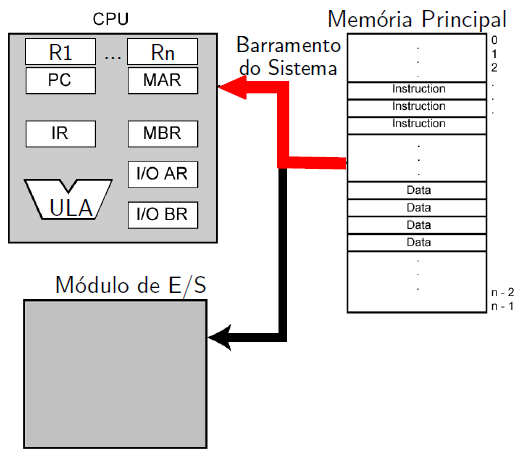 CPU
R1 ... Rn
PC MAR
IR MBR
I/O AR
ULA
I/O BR
Barramento
do Sistema
Memória Principal
0
1
2
.
.
.
.
.
.
Instruction
Instruction
Instruction
.
.
.
Data
Data
Data
Data
.
.
.
n - 2
n - 1
Módulo de E/S